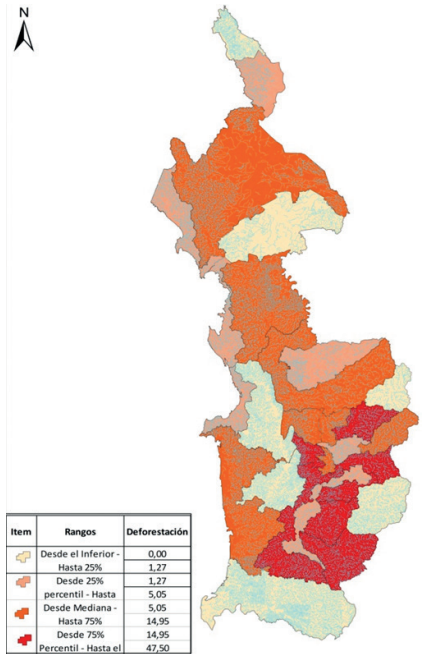 N
Item Rangos Deforestación
Desde el Inferior - 0,00
Hasta 25% 1,27
Desde 25% 1,27
percentil - Hasta 5,05
Desde Mediana - 5,05
Hasta 75% 14,95
Desde 75% 14,95
Percentil - Hasta el 47,50